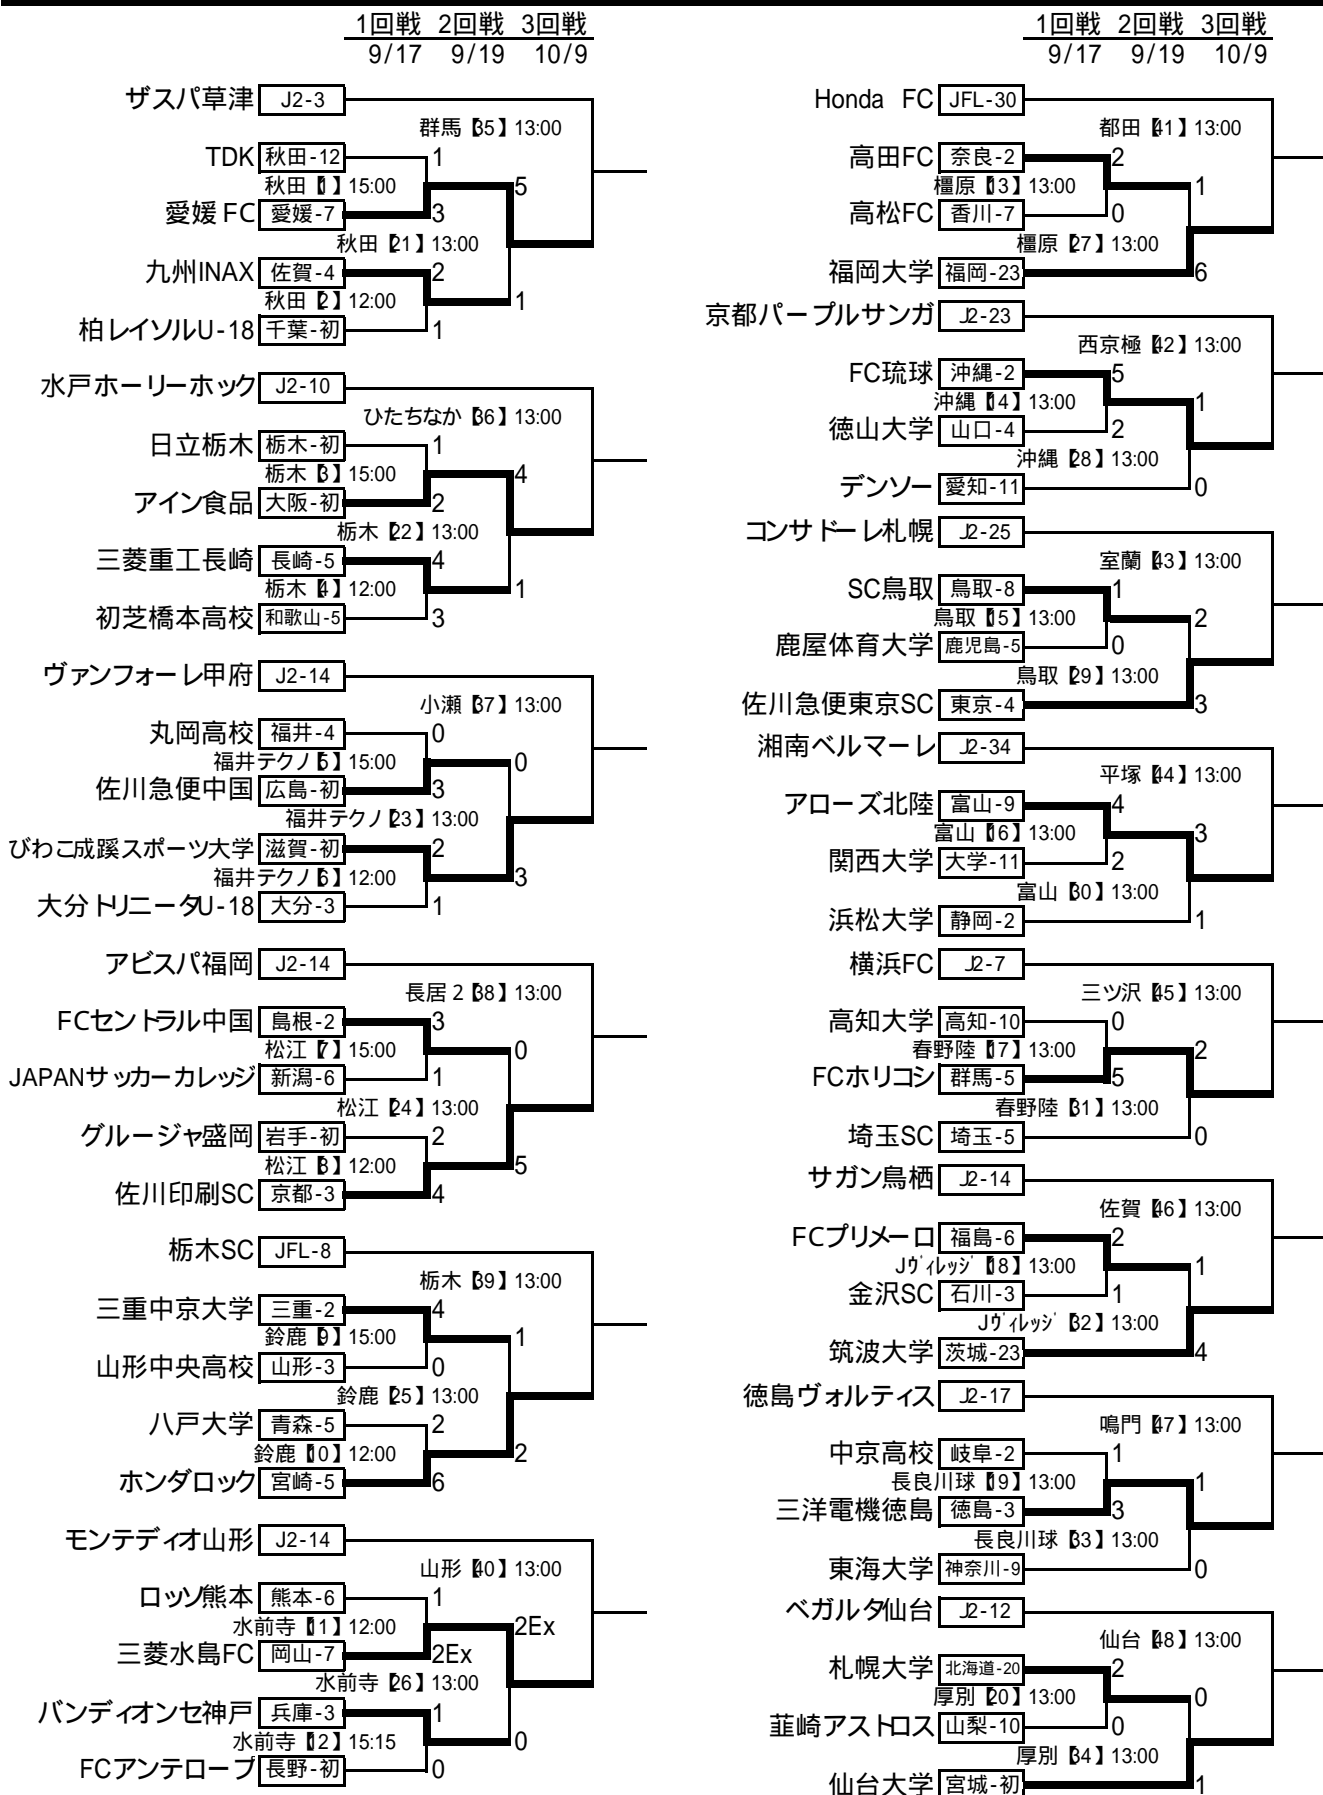 1回戦 2回戦 3回戦
9/17 9/19 10/9
ザスパ草津 J2-3
群馬【35】13:00
TDK 秋田-12 1
秋田【1】15:00 5
愛媛FC 愛媛-7 3
秋田【21】13:00
九州INAX 佐賀-4 2
秋田【2】12:00 1
柏レイソルU-18 千葉-初 1
水戸ホーリーホック J2-10
ひたちなか【36】13:00
日立栃木 栃木-初 1
栃木【3】15:00 4
アイン食品 大阪-初 2
栃木【22】13:00
三菱重工長崎 長崎-5 4
栃木【4】12:00 1
初芝橋本高校 和歌山-5 3
ヴァンフォーレ甲府 J2-14
小瀬【37】13:00
丸岡高校 福井-4 0
福井テクノ【5】15:00 0
佐川急便中国 広島-初 3
福井テクノ【23】13:00
びわこ成蹊スポーツ大学 滋賀-初 2
福井テクノ【6】12:00 3
大分トリニータU-18 大分-3 1
アビスパ福岡 J2-14
長居2【38】13:00
FCセントラル中国 島根-2 3
松江【7】15:00 0
JAPANサッカーカレッジ 新潟-6 1
松江【24】13:00
グルージャ盛岡 岩手-初 2
松江【8】12:00 5
佐川印刷SC 京都-3 4
栃木SC JFL-8
栃木【39】13:00
三重中京大学 三重-2 4
鈴鹿【9】15:00 1
山形中央高校 山形-3 0
鈴鹿【25】13:00
八戸大学 青森-5 2
鈴鹿【10】12:00 2
ホンダロック 宮崎-5 6
モンテディオ山形 J2-14
山形【40】13:00
ロッソ熊本 熊本-6 1
水前寺【11】12:00 2Ex
三菱水島FC 岡山-7 2Ex
水前寺【26】13:00
バンディオンセ神戸 兵庫-3 1
水前寺【12】15:15 0
FCアンテロープ 長野-初 0
1回戦 2回戦 3回戦
9/17 9/19 10/9
Honda FC JFL-30
都田【41】13:00
高田FC 奈良-2 2
橿原【13】13:00 1
高松FC 香川-7 0
橿原【27】13:00
福岡大学 福岡-23 6
京都パープルサンガ J2-23
西京極【42】13:00
FC琉球 沖縄-2 5
沖縄【14】13:00 1
徳山大学 山口-4 2
沖縄【28】13:00
デンソー 愛知-11 0
コンサドーレ札幌 J2-25
室蘭【43】13:00
SC鳥取 鳥取-8 1
鳥取【15】13:00 2
鹿屋体育大学 鹿児島-5 0
鳥取【29】13:00
佐川急便東京SC 東京-4 3
湘南ベルマーレ J2-34
平塚【44】13:00
アローズ北陸 富山-9 4
富山【16】13:00 3
関西大学 大学-11 2
富山【30】13:00
浜松大学 静岡-2 1
横浜FC J2-7
三ツ沢【45】13:00
高知大学 高知-10 0
春野陸【17】13:00 2
FCホリコシ 群馬-5 5
春野陸【31】13:00
埼玉SC 埼玉-5 0
サガン鳥栖 J2-14
佐賀【46】13:00
FCプリメーロ 福島-6 2
Jヴィレッジ【18】13:00 1
金沢SC 石川-3 1
Jヴィレッジ【32】13:00
筑波大学 茨城-23 4
徳島ヴォルティス J2-17
鳴門【47】13:00
中京高校 岐阜-2 1
長良川球【19】13:00 1
三洋電機徳島 徳島-3 3
長良川球【33】13:00
東海大学 神奈川-9 0
ベガルタ仙台 J2-12
仙台【48】13:00
札幌大学 北海道-20 2
厚別【20】13:00 0
韮崎アストロス 山梨-10 0
厚別【34】13:00
仙台大学 宮城-初 1